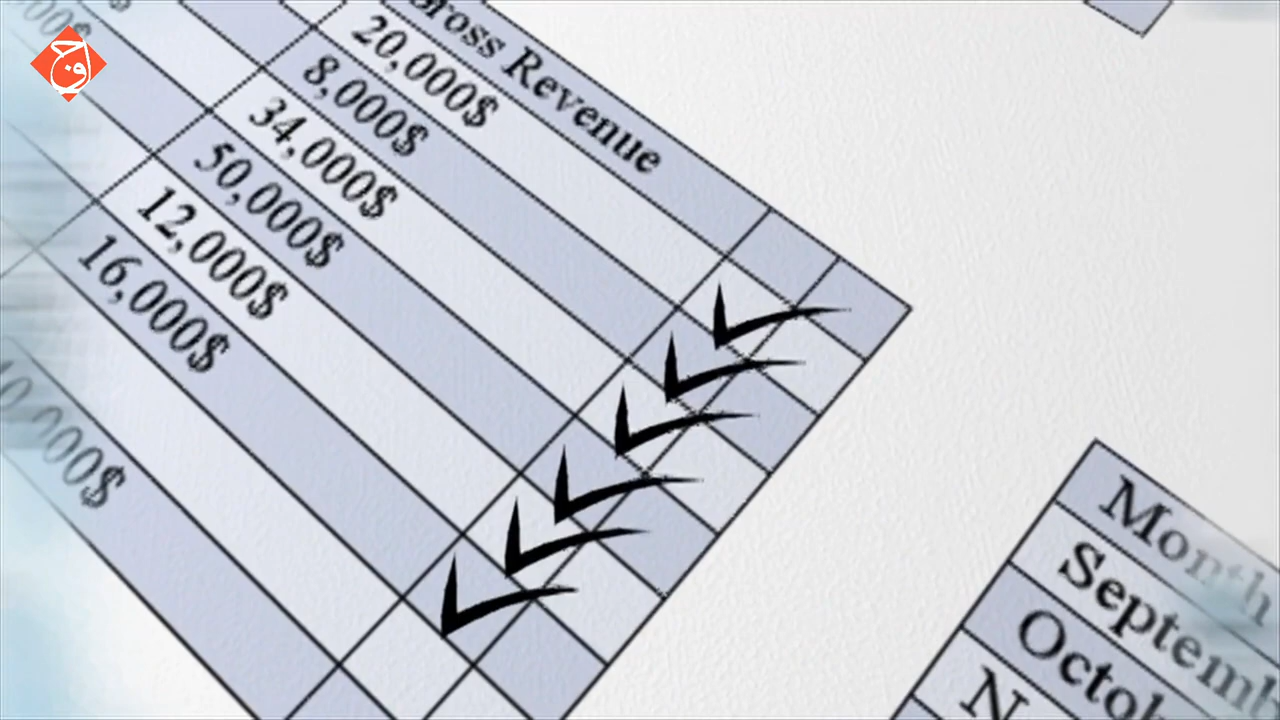 Gross Revenue
20,000$
8,000$
34,000$
50,000$
12,000$
16,000$
Month
Septemb
Octob
N